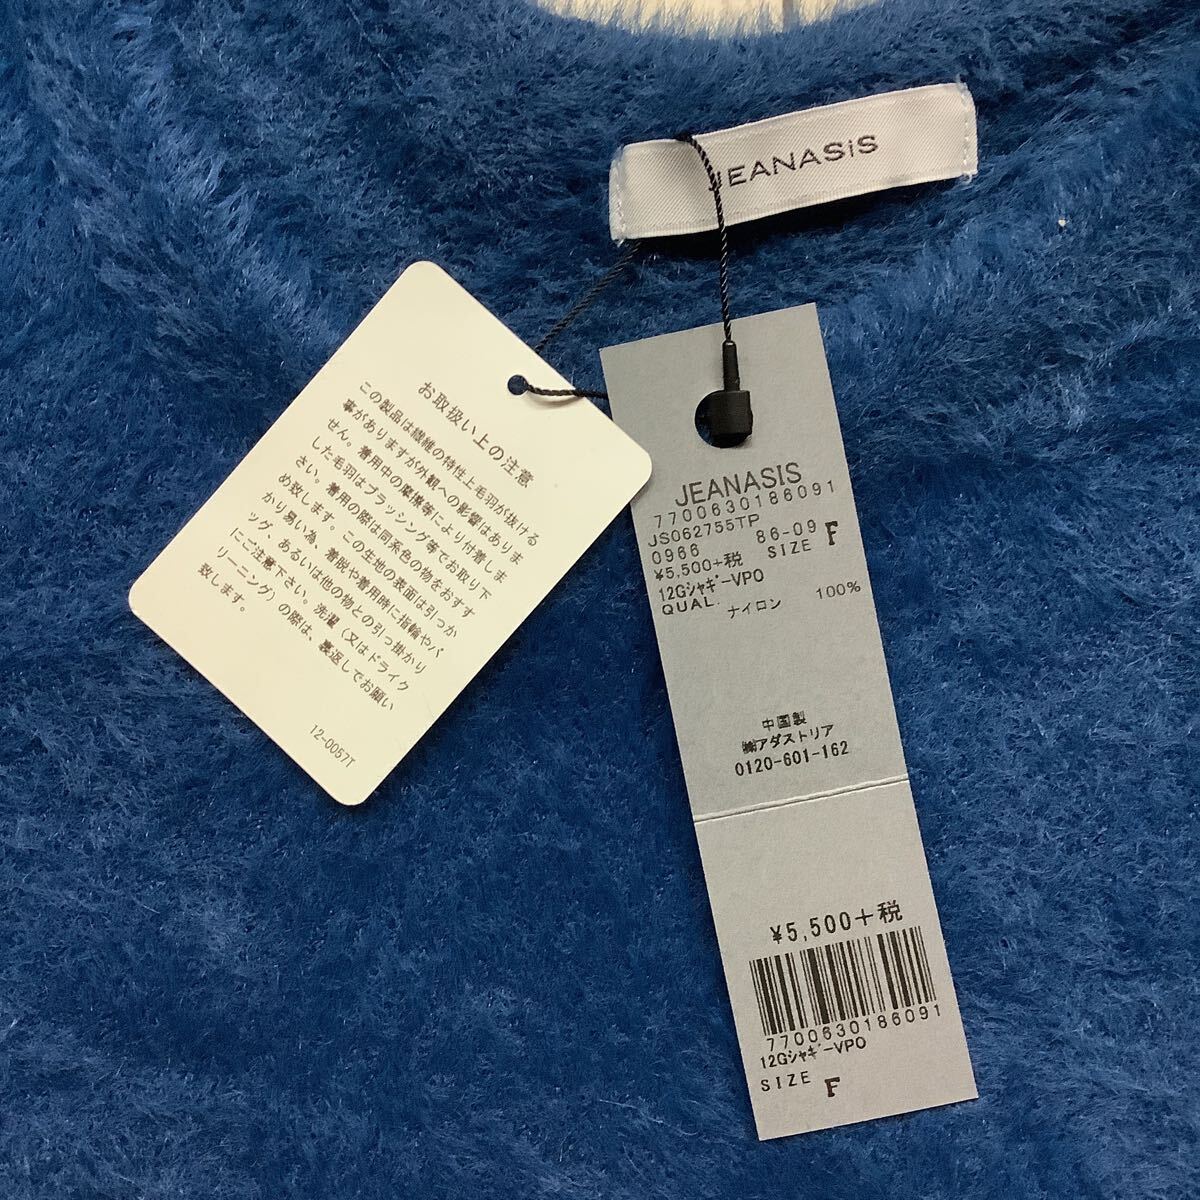 JEANASiS
お取扱い上の注意
この製品は繊維の特性上毛羽が抜ける
事がありますが外観への影響はありま
せん。着用中の摩擦等により付着しま
した毛羽はブラッシング等でお取り下
さい。着用の際は同系色の物をおすす
め致します。この生地の表面は引っか
かり易い為、着脱や着用時に指輪やバ
ッグ、あるいは他の物との引っ掛かり
にご注意下さい。洗濯(又はドライク
リーニング)の際は、裏返しでお願い
致します。
12-0057T
JEANASIS
7700630186091
JS062755TP
0966 86-09
¥5,500+税 SIZE F
12Gシャギ-VPO
QUAL.
ナイロン 100%
中国製
㈱アダストリア
0120-601-162
¥5,500+税
7700630186091
12Gシャギ-VPO
SIZE F